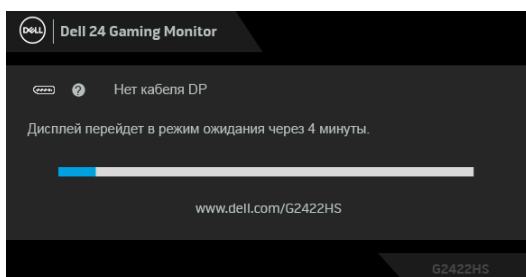 DELL
Dell 24 Gaming Monitor
Нет кабеля DP
Дисплей перейдет в режим ожидания через 4 минуты.
www.dell.com/G2422HS
G2422HS